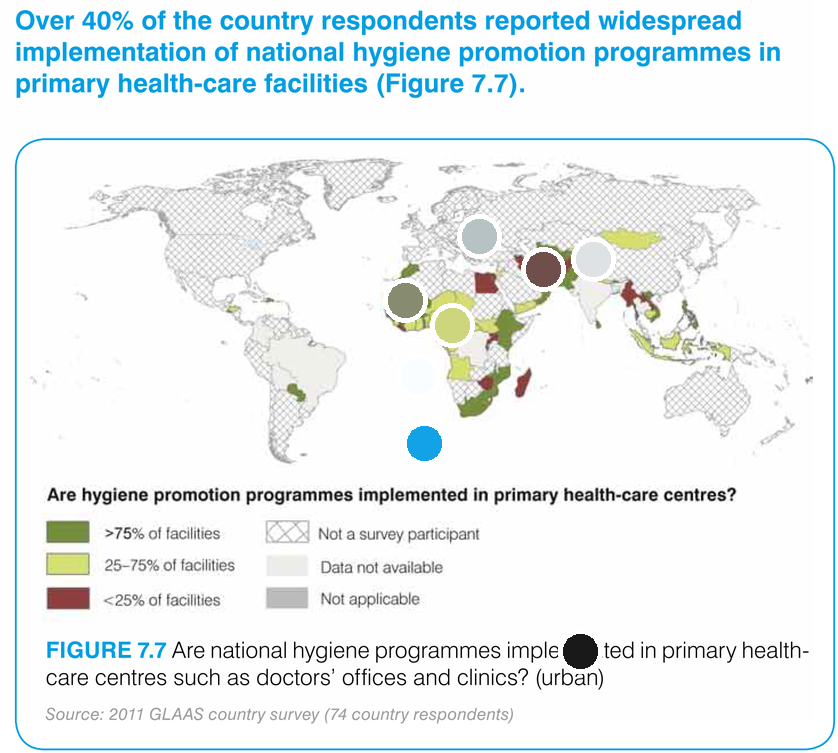 Over 40% of the country respondents reported widespread
implementation of national hygiene promotion programmes in
primary health-care facilities (Figure 7.7).
Are hygiene promotion programmes implemented in primary health-care centres?
>75% of facilities
Not a survey participant
25–75% of facilities
Data not available
<25% of facilities
Not applicable
FIGURE 7.7 Are national hygiene programmes imple ted in primary health-
care centres such as doctors’ offices and clinics? (urban)
Source: 2011 GLAAS country survey (74 country respondents)